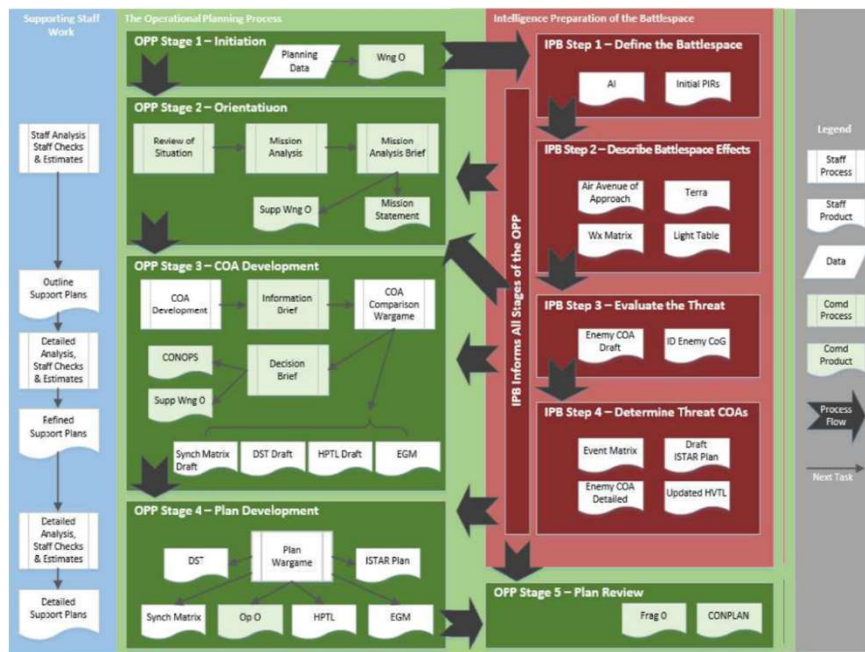 Supporting Staff
Work
The Operational Planning Process
Intelligence Preparation of the Battlespace
OPP Stage 1 – Initiation
Planning
Data
Wng O
OPP Stage 2 – Orientatiuon
Review of
Situation
Mission
Analysis
Mission
Analysis Brief
Supp Wng O
Mission
Statement
OPP Stage 3 – COA Development
COA
Development
Information
Brief
COA
Comparison
Wargame
CONOPS
Decision
Brief
Supp Wng O
Synch Matrix
Draft
DST Draft
HPTL Draft
EGM
OPP Stage 4 – Plan Development
DST
Plan
Wargame
ISTAR Plan
Synch Matrix
Op O
HPTL
EGM
Staff Analysis
Staff Checks
& Estimates
Outline
Support Plans
Detailed
Analysis,
Staff Checks
& Estimates
Fefined
Support Plans
Detailed
Analysis,
Staff Checks
& Estimates
Detailed
Support Plans
IPB Informs All Stages of the OPP
IPB Step 1 – Define the Battlespace
AI
Initial PIRs
IPB Step 2 – Describe Battlespace Effects
Air Avenue of
Approach
Terra
Wx Matrix
Light Table
IPB Step 3 – Evaluate the Threat
Enemy COA
Draft
ID Enemy CoG
IPB Step 4 – Determine Threat COAs
Event Matrix
Draft
ISTAR Plan
Enemy COA
Detailed
Updated HVTL
OPP Stage 5 – Plan Review
Frag O
CONPLAN
Legend
Staff
Process
Staff
Product
Data
Comd
Process
Comd
Product
Process
Flow
Next Task